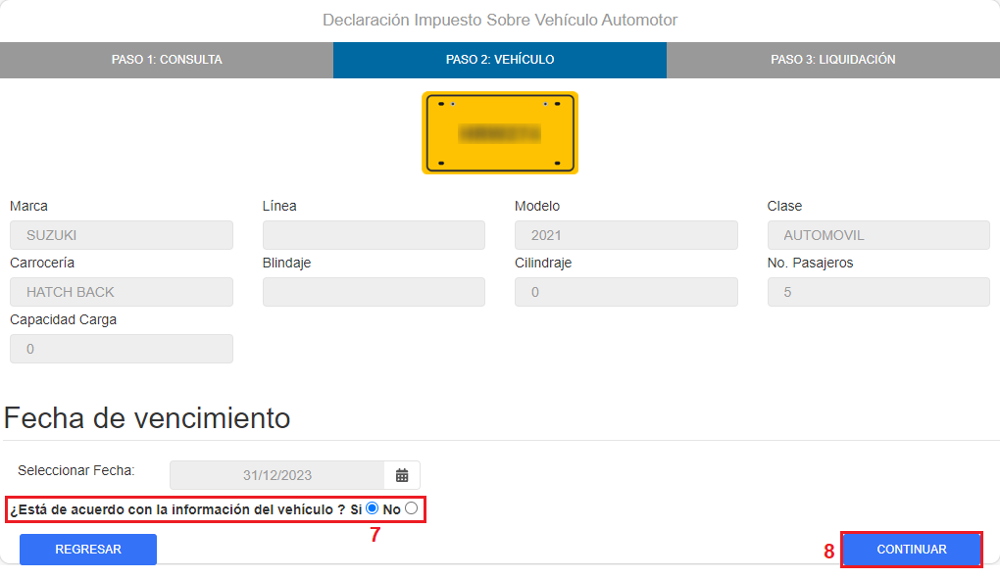 Declaración Impuesto Sobre Vehículo Automotor
PASO 1: CONSULTA PASO 2: VEHÍCULO PASO 3: LIQUIDACIÓN
Marca Línea Modelo Clase
SUZUKI 2021 AUTOMOVIL
Carrocería Blindaje Cilindraje No. Pasajeros
HATCH BACK 0 5
Capacidad Carga
0
Fecha de vencimiento
Seleccionar Fecha: 31/12/2023
¿Está de acuerdo con la información del vehículo ? Si No
7
REGRESAR 8 CONTINUAR